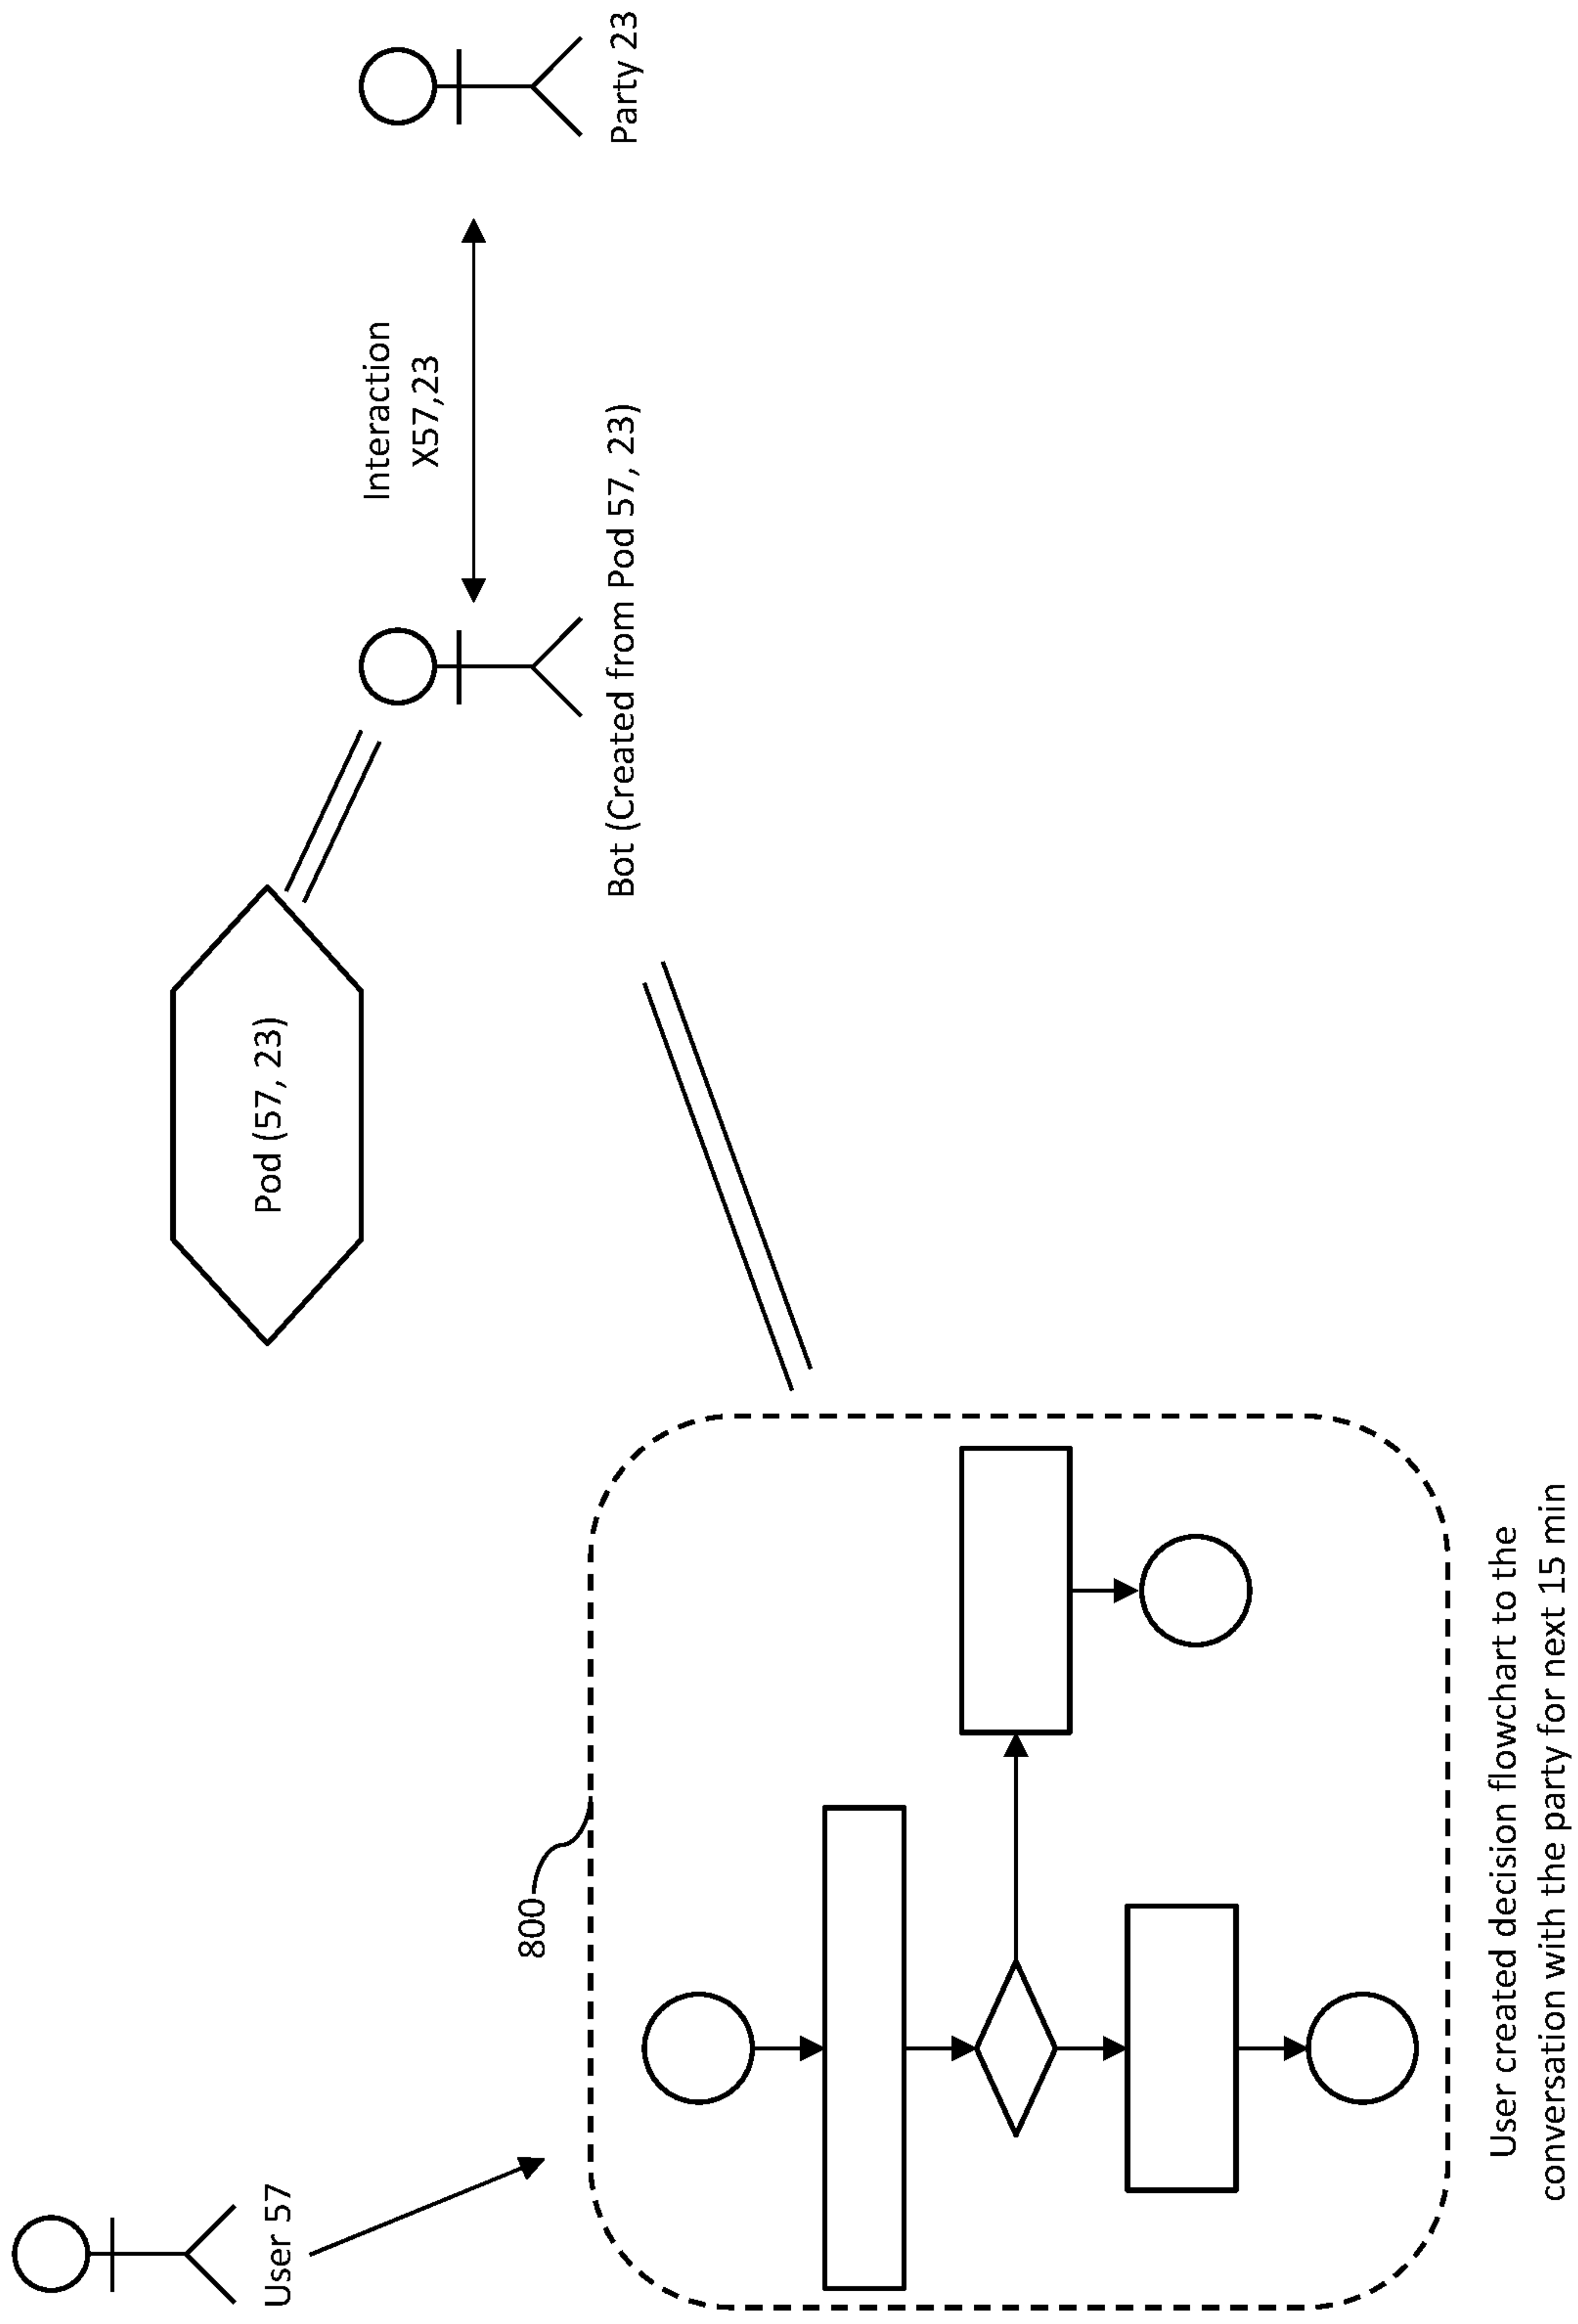 User 57
800
User created decision flowchart to the
conversation with the party for next 15 min
Pod (57, 23)
Bot (Created from Pod 57, 23)
Interaction
X57,23
Party 23